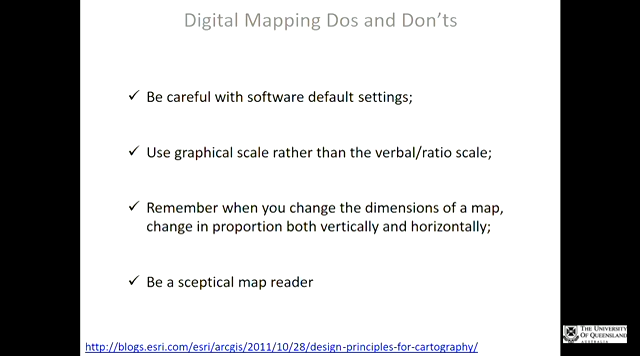 Digital Mapping Dos and Don'ts
✓ Be careful with software default settings;
✓ Use graphical scale rather than the verbal/ratio scale;
✓ Remember when you change the dimensions of a map,
change in proportion both vertically and horizontally;
✓ Be a sceptical map reader
THE UNIVERSITY
OF QUEENSLAND
AUSTRALIA
http://blogs.esri.com/esri/arcgis/2011/10/28/design-principles-for-cartography/